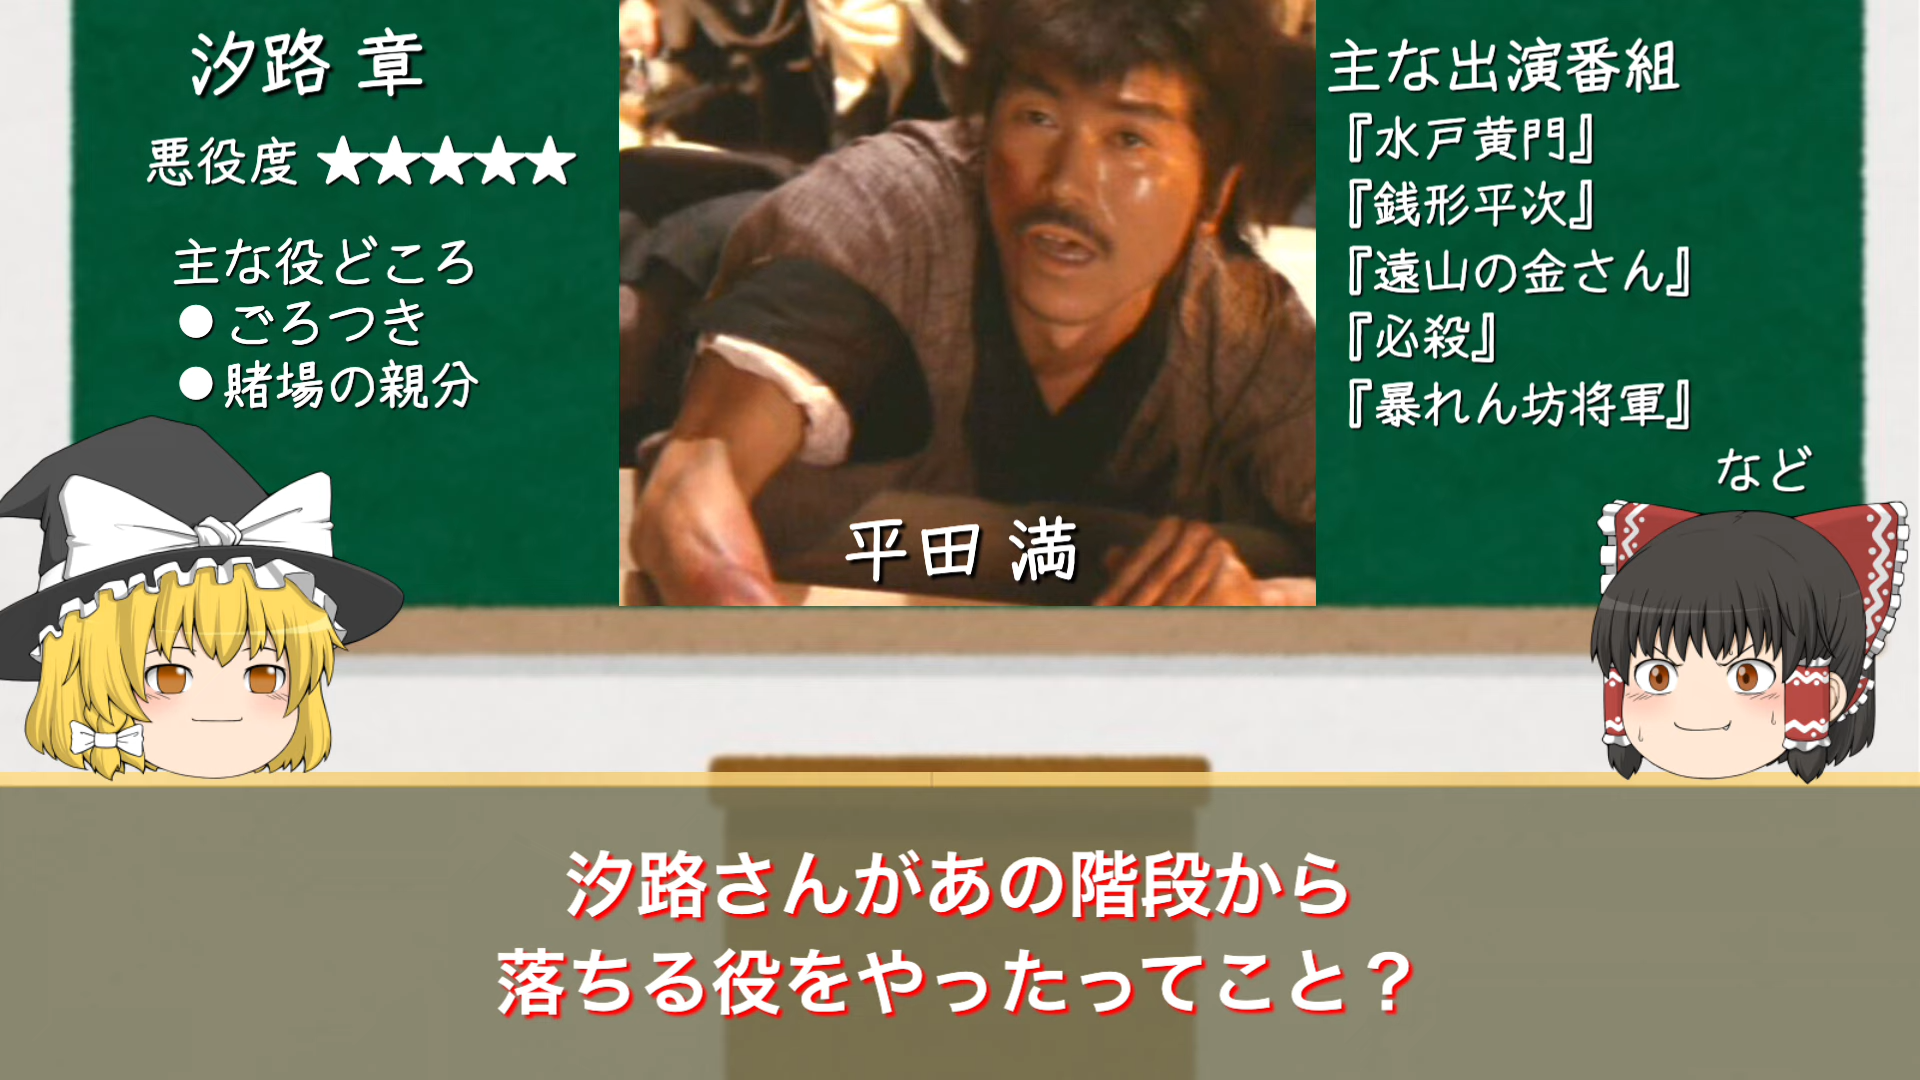 汐路 章
悪役度 ★★★★★
主な役どころ
●ごろつき
●賭場の親分
平田 満
主な出演番組
『水戸黄門』
『銭形平次』
『遠山の金さん』
『必殺』
『暴れん坊将軍』
など
汐路さんがあの階段から
落ちる役をやったってこと？